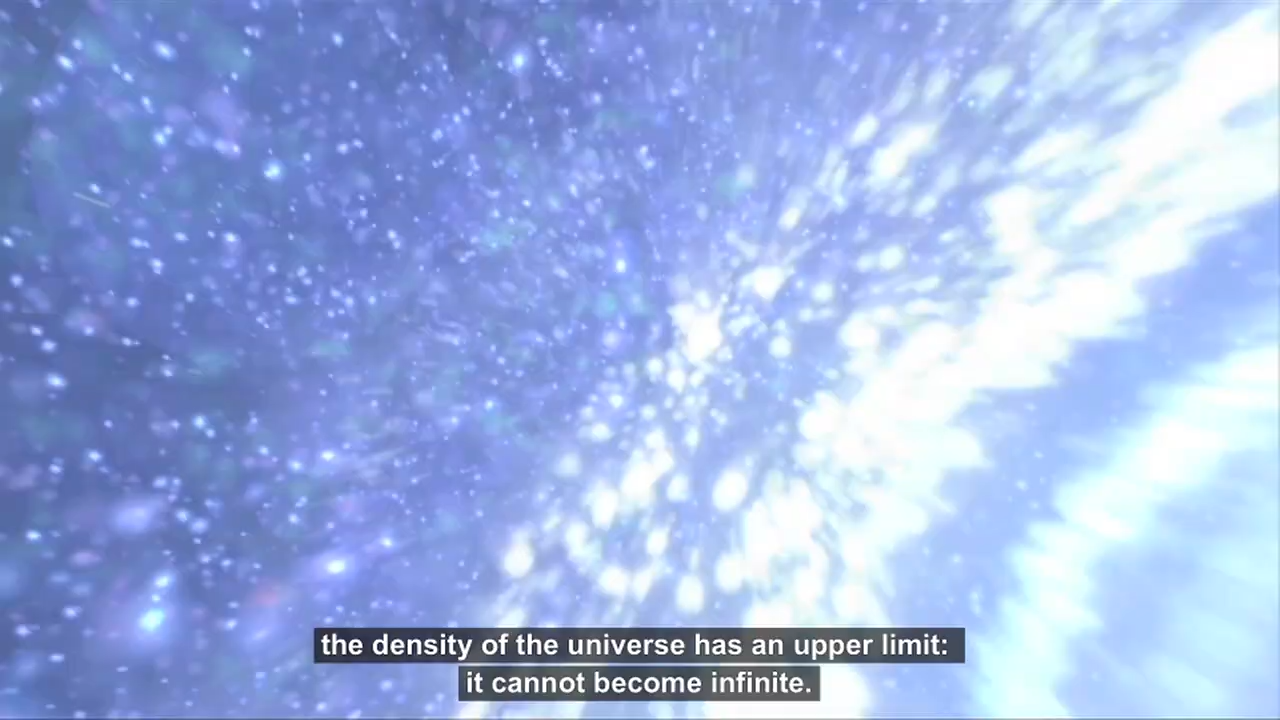 the density of the universe has an upper limit:
it cannot become infinite.